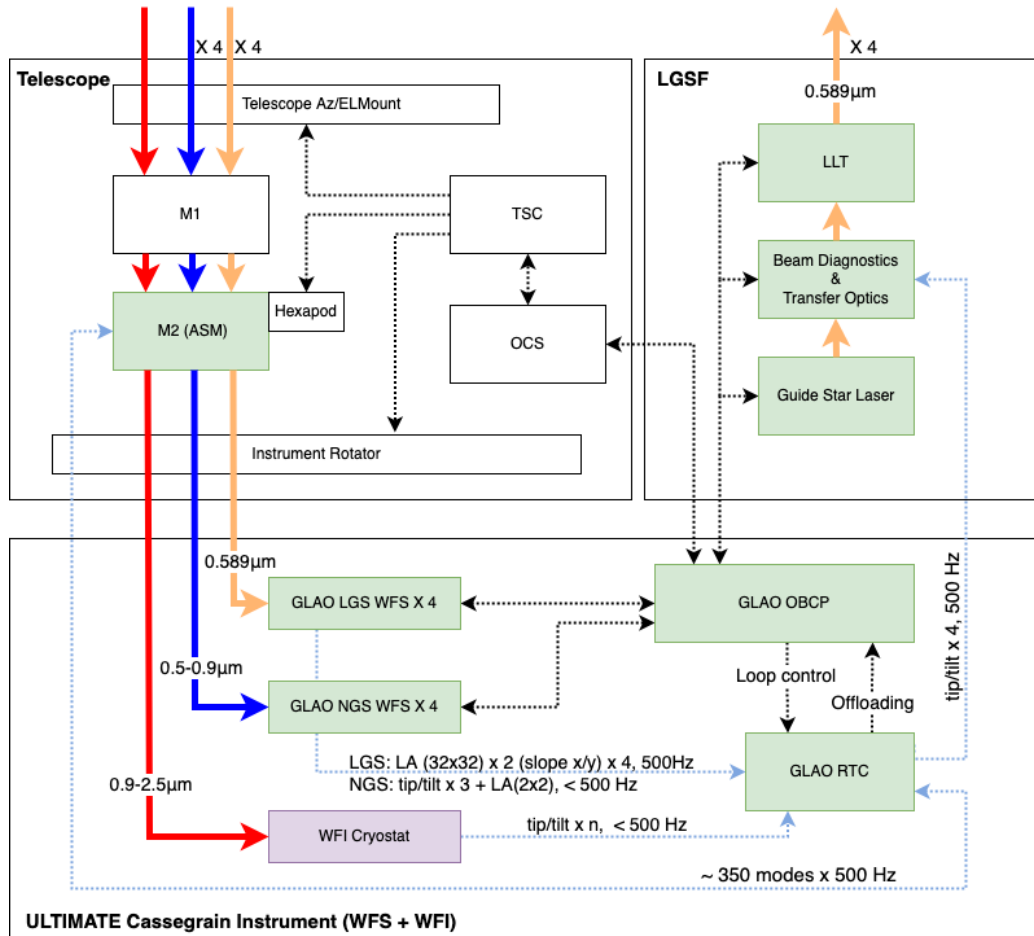 X 4
X 4
X 4
Telescope
LGSF
Telescope Az/ELMount
0.589µm
LLT
M1
TSC
Beam Diagnostics
&
Transfer Optics
Hexapod
M2 (ASM)
OCS
Guide Star Laser
Instrument Rotator
0.589µm
GLAO LGS WFS X 4
GLAO OBCP
tip/tilt x 4, 500 Hz
0.5-0.9µm
Loop control
GLAO NGS WFS X 4
Offloading
LGS: LA (32x32) x 2 (slope x/y) x 4, 500Hz
NGS: tip/tilt x 3 + LA(2x2), < 500 Hz
GLAO RTC
0.9-2.5µm
WFI Cryostat
tip/tilt x n, < 500 Hz
~ 350 modes x 500 Hz
ULTIMATE Cassegrain Instrument (WFS + WFI)